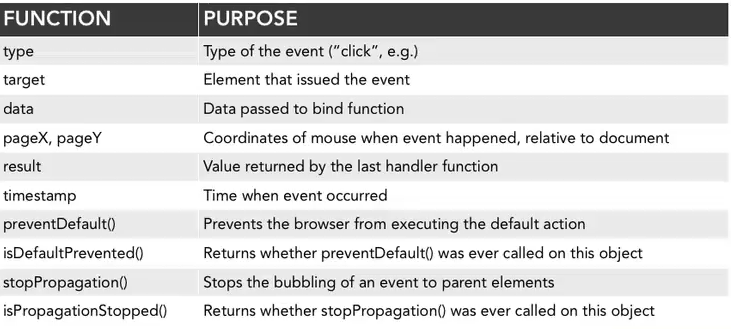 FUNCTION PURPOSE
type Type of the event ("click", e.g.)
target Element that issued the event
data Data passed to bind function
pageX, pageY Coordinates of mouse when event happened, relative to document
result Value returned by the last handler function
timestamp Time when event occurred
preventDefault() Prevents the browser from executing the default action
isDefaultPrevented() Returns whether preventDefault() was ever called on this object
stopPropagation() Stops the bubbling of an event to parent elements
isPropagationStopped() Returns whether stopPropagation() was ever called on this object